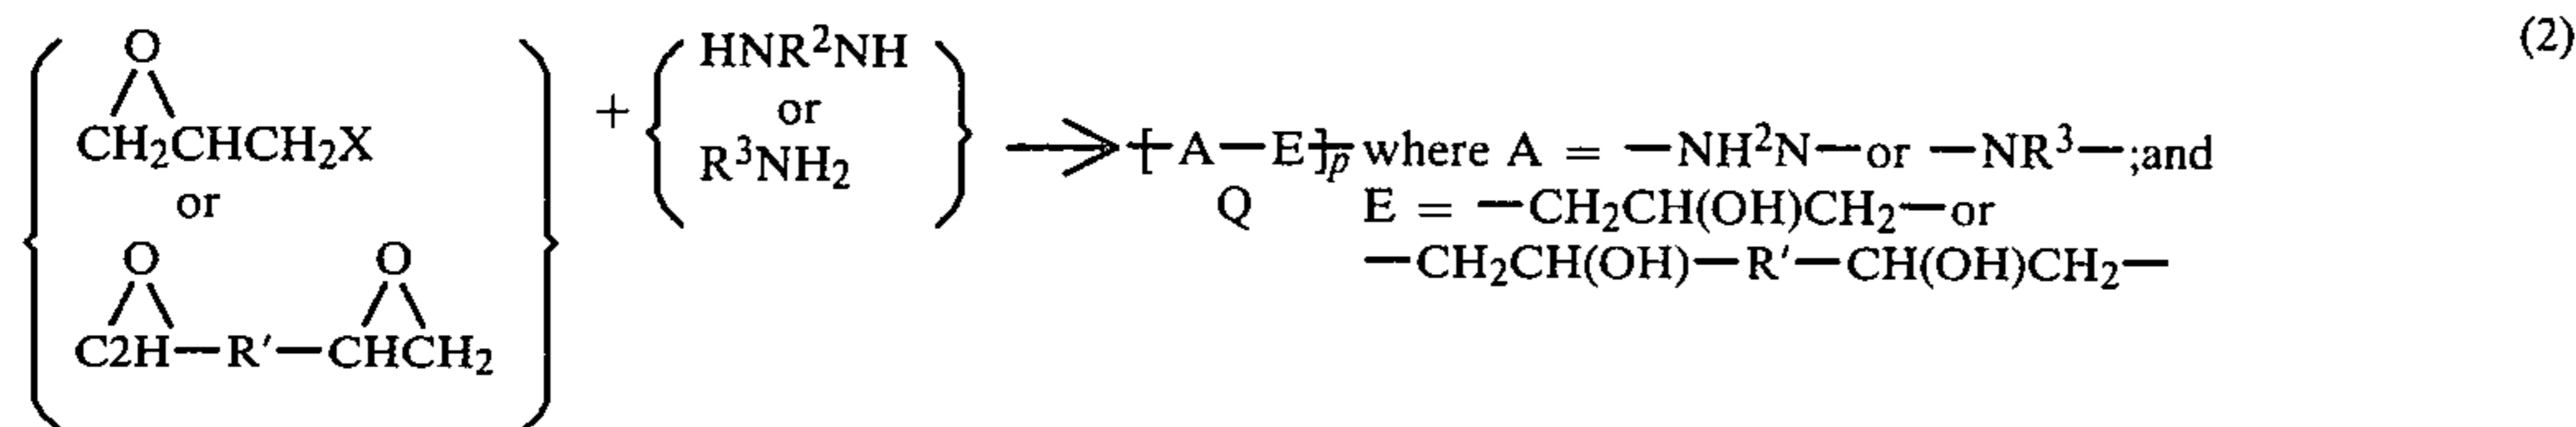 O
CH₂CHCH₂X
or
O O
C2H—R′—CHCH₂
+
HNR²NH
or
R³NH₂
⟶ [A—E]ₚ where A = —NH²N—or —NR³—;and
Q E = —CH₂CH(OH)CH₂—or
—CH₂CH(OH)—R′—CH(OH)CH₂—
(2)